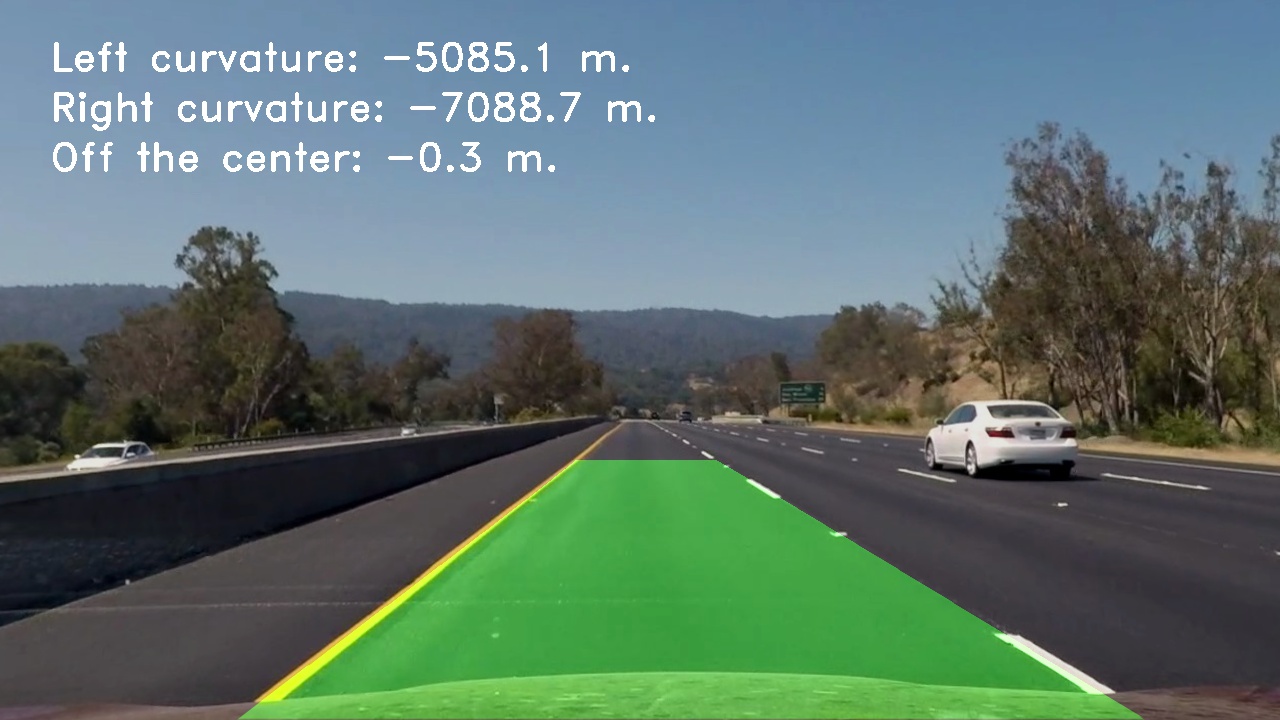 Left curvature: -5085.1 m.
Right curvature: -7088.7 m.
Off the center: -0.3 m.